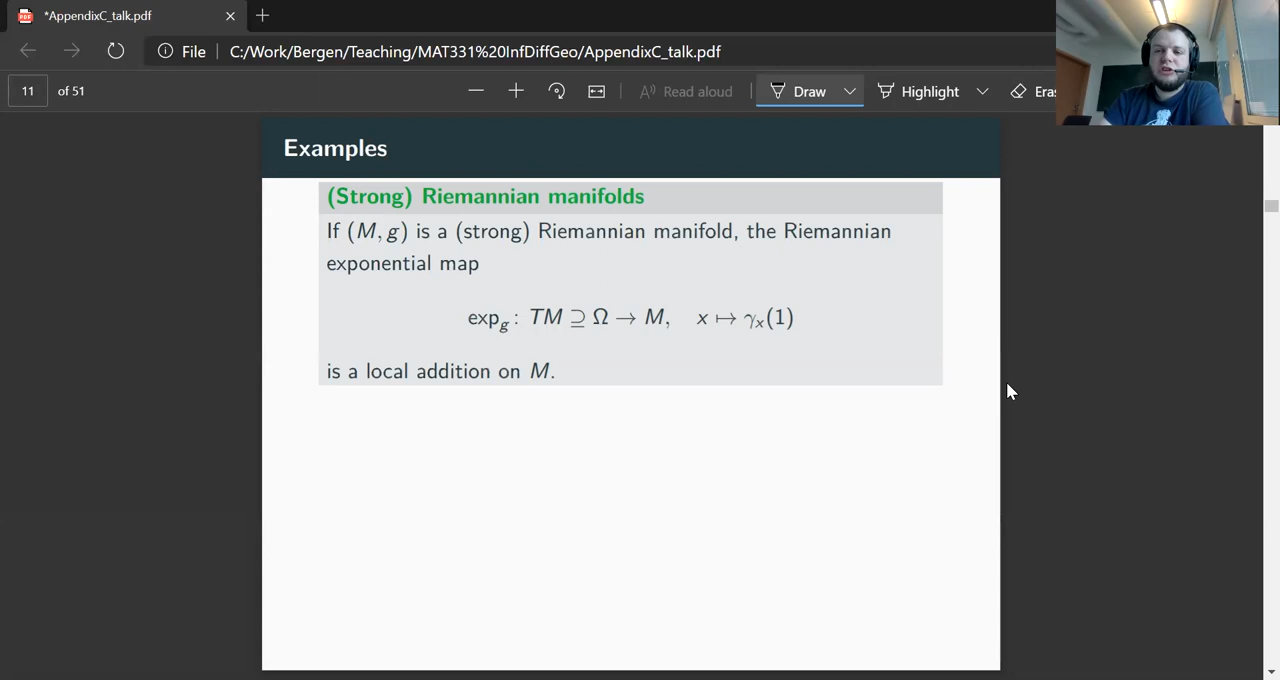 *AppendixC_talk.pdf
File C:/Work/Bergen/Teaching/MAT331%20InfDiffGeo/AppendixC_talk.pdf
11 of 51 A)) Read aloud Draw Highlight Eras
Examples
(Strong) Riemannian manifolds
If (M, g) is a (strong) Riemannian manifold, the Riemannian
exponential map
exp_g : TM ⊇ Ω → M, x ↦ γ_x(1)
is a local addition on M.